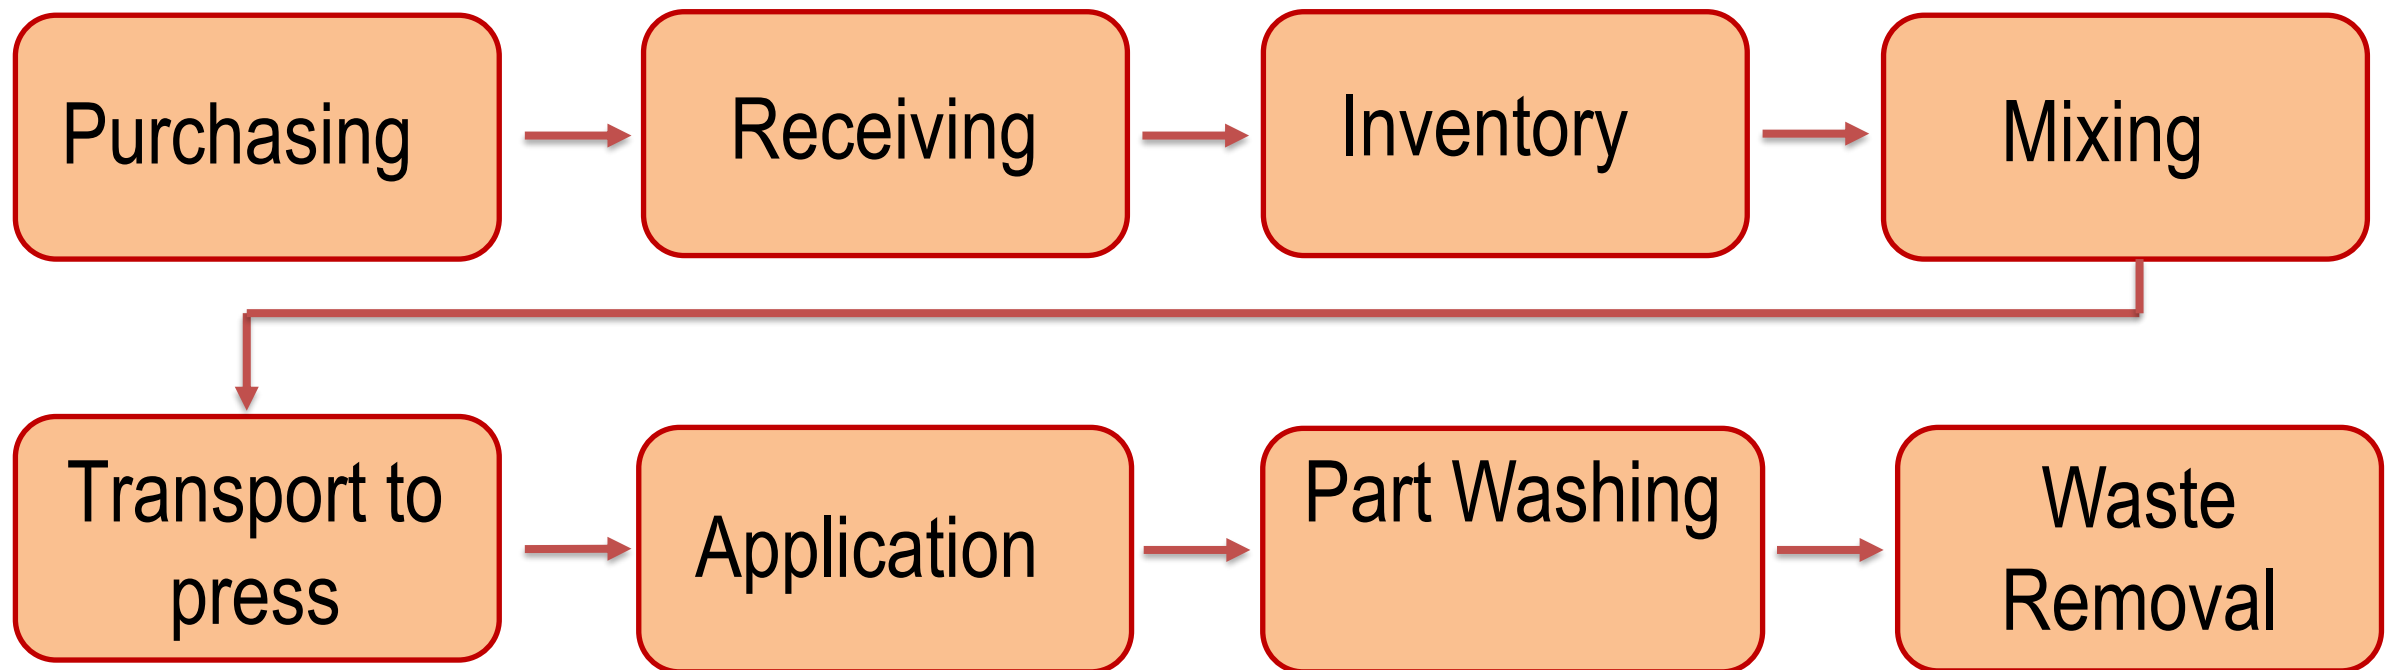 Purchasing
Receiving
Inventory
Mixing
Transport to
press
Application
Part Washing
Waste
Removal